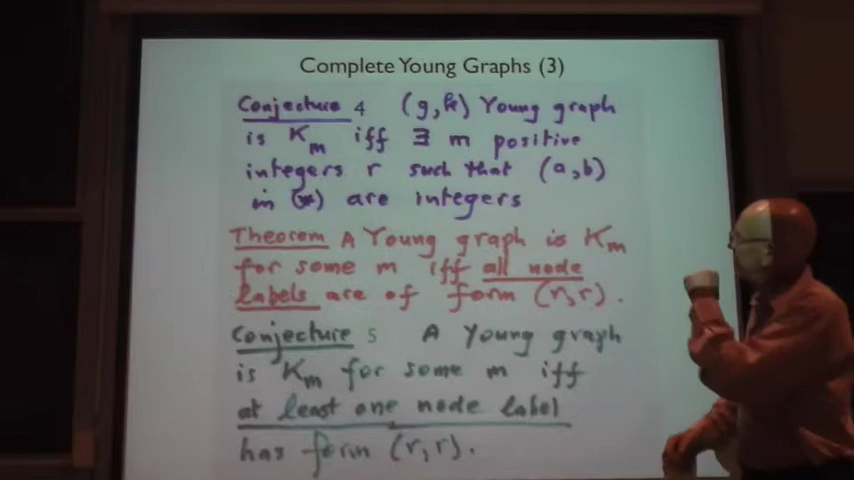 Complete Young Graphs (3)
Conjecture 4 (g,k) Young graph
is Km iff ∃ m positive
integers r such that (a,b)
in (*) are integers
Theorem A Young graph is Km
for some m iff all node
labels are of form (r,r).
Conjecture 5 A Young graph
is Km for some m iff
at least one node label
has form (r,r).